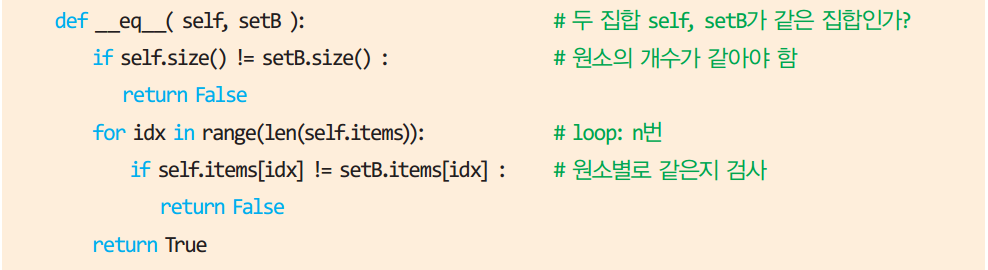 def __eq__( self, setB ): # 두 집합 self, setB가 같은 집합인가?
if self.size() != setB.size() : # 원소의 개수가 같아야 함
return False
for idx in range(len(self.items)): # loop: n번
if self.items[idx] != setB.items[idx] : # 원소별로 같은지 검사
return False
return True